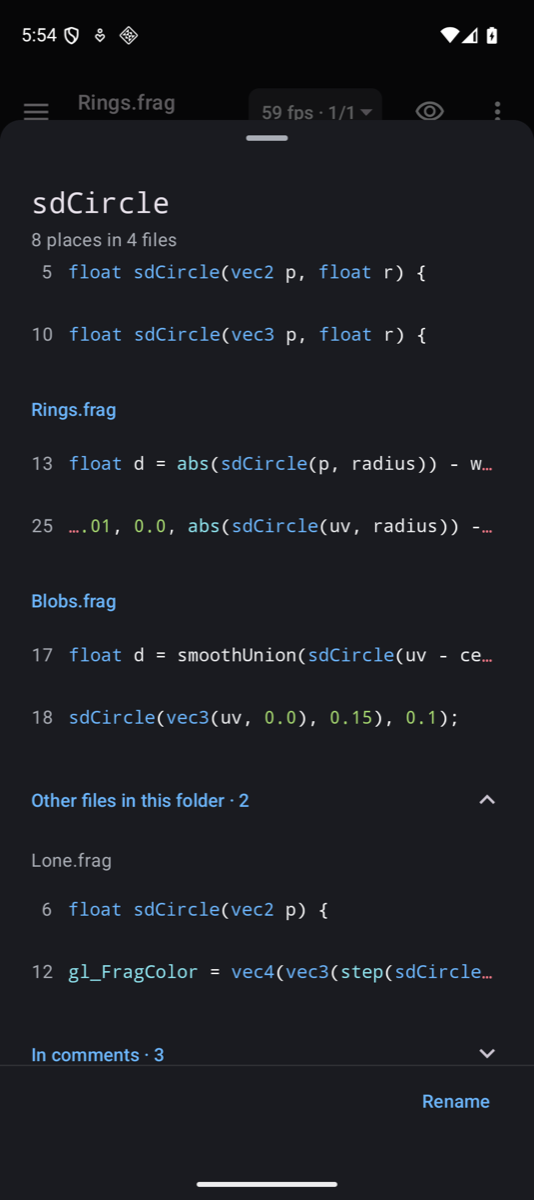 5:54
Rings.frag
59 fps · 1/1
sdCircle
8 places in 4 files
5 float sdCircle(vec2 p, float r) {
10 float sdCircle(vec3 p, float r) {
Rings.frag
13 float d = abs(sdCircle(p, radius)) - w…
25 ….01, 0.0, abs(sdCircle(uv, radius)) -…
Blobs.frag
17 float d = smoothUnion(sdCircle(uv - ce…
18 sdCircle(vec3(uv, 0.0), 0.15), 0.1);
Other files in this folder · 2
Lone.frag
6 float sdCircle(vec2 p) {
12 gl_FragColor = vec4(vec3(step(sdCircle…
In comments · 3
Rename